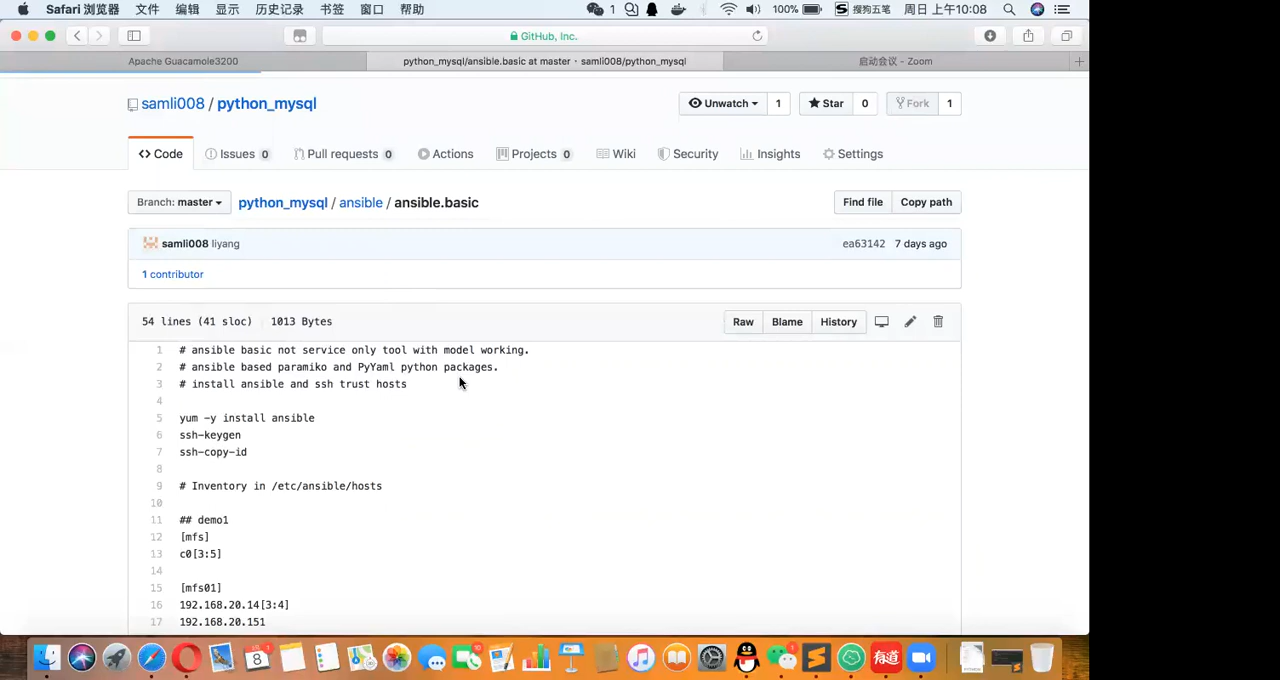 Safari 浏览器 文件 编辑 显示 历史记录 书签 窗口 帮助 1 100% S 搜狗五笔 周日 上午10:08
GitHub, Inc.
Apache Guacamole3200 python_mysql/ansible.basic at master · samli008/python_mysql 启动会议 - Zoom
samli008 / python_mysql Unwatch 1 Star 0 Fork 1
Code Issues 0 Pull requests 0 Actions Projects 0 Wiki Security Insights Settings
Branch: master python_mysql / ansible / ansible.basic Find file Copy path
samli008 liyang ea63142 7 days ago
1 contributor
54 lines (41 sloc) 1013 Bytes Raw Blame History
1 # ansible basic not service only tool with model working.
2 # ansible based paramiko and PyYaml python packages.
3 # install ansible and ssh trust hosts
4
5 yum -y install ansible
6 ssh-keygen
7 ssh-copy-id
8
9 # Inventory in /etc/ansible/hosts
10
11 ## demo1
12 [mfs]
13 c0[3:5]
14
15 [mfs01]
16 192.168.20.14[3:4]
17 192.168.20.151
8 有道